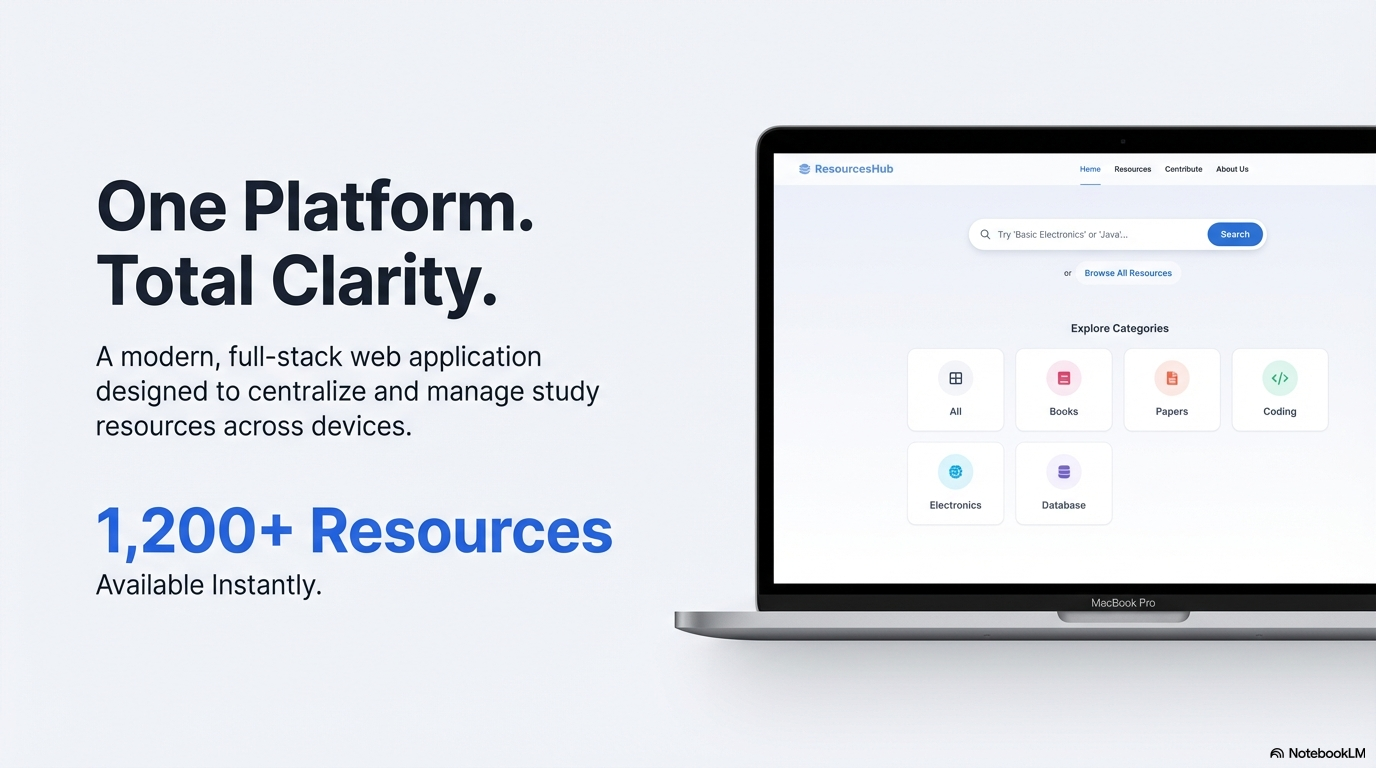 One Platform.
Total Clarity.
A modern, full-stack web application
designed to centralize and manage study
resources across devices.
1,200+ Resources
Available Instantly.
ResourcesHub
Home Resources Contribute About Us
Try 'Basic Electronics' or 'Java'...
Search
or Browse All Resources
Explore Categories
All Books Papers Coding
Electronics Database
MacBook Pro
NotebookLM